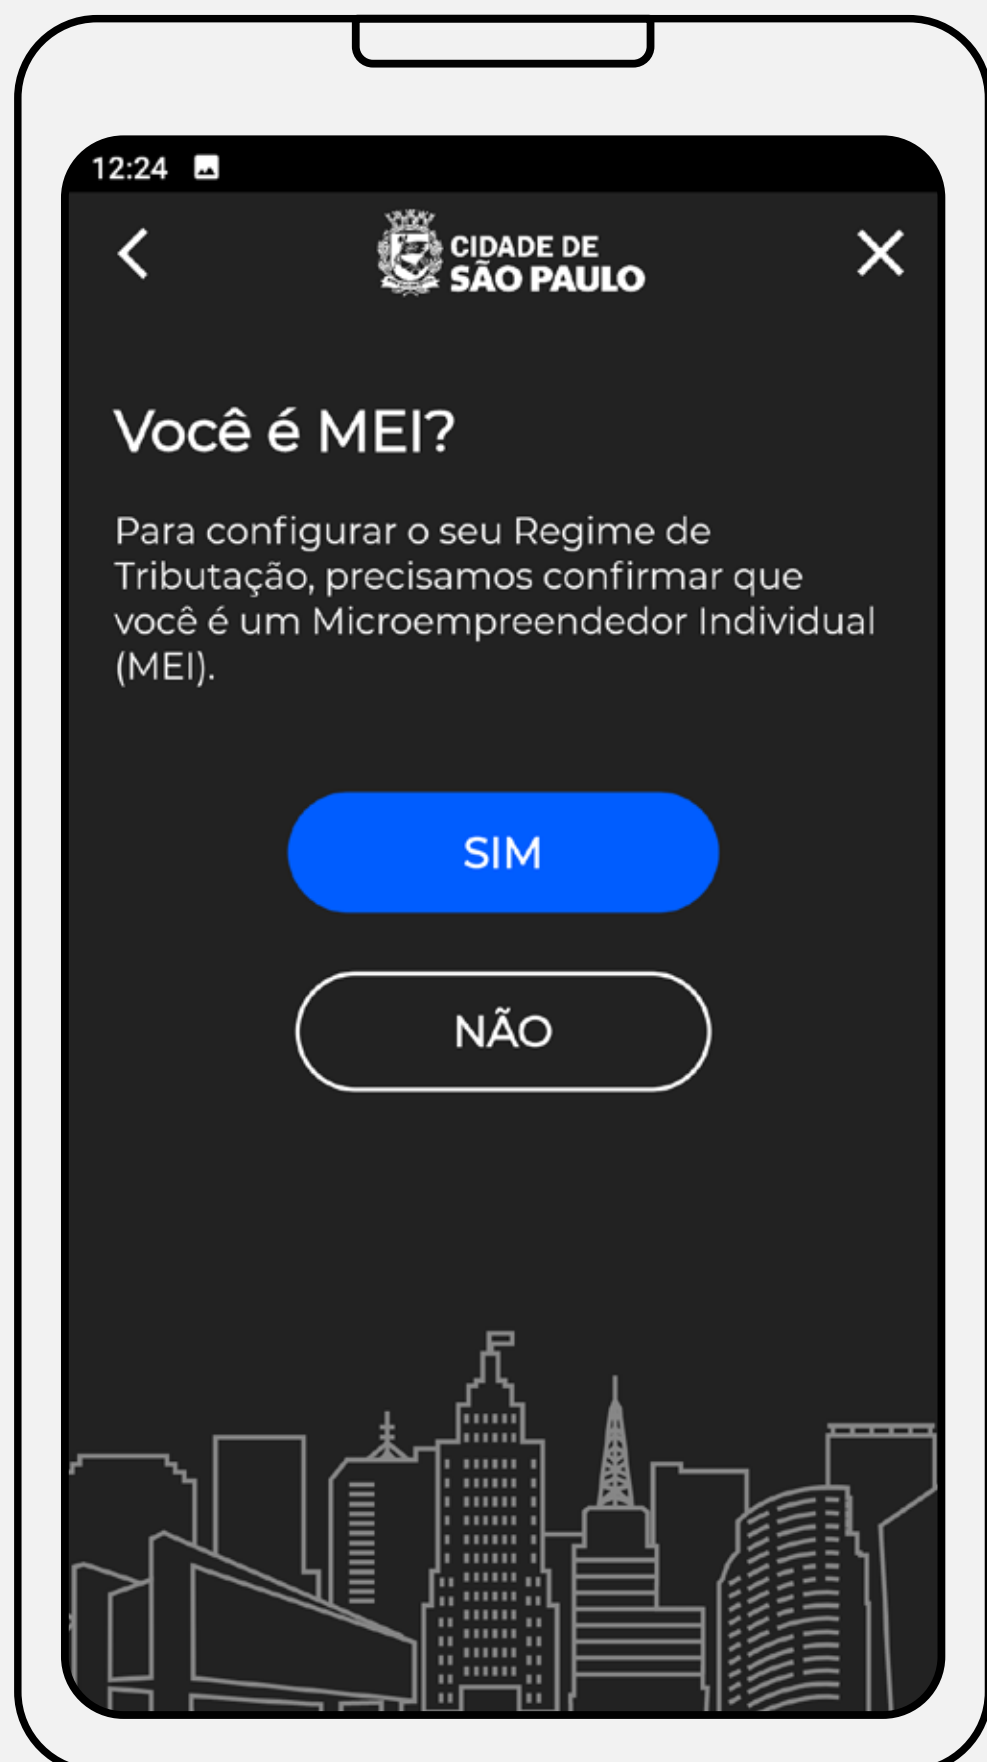 12:24
CIDADE DE
SÃO PAULO
Você é MEI?
Para configurar o seu Regime de
Tributação, precisamos confirmar que
você é um Microempreendedor Individual
(MEI).
SIM
NÃO